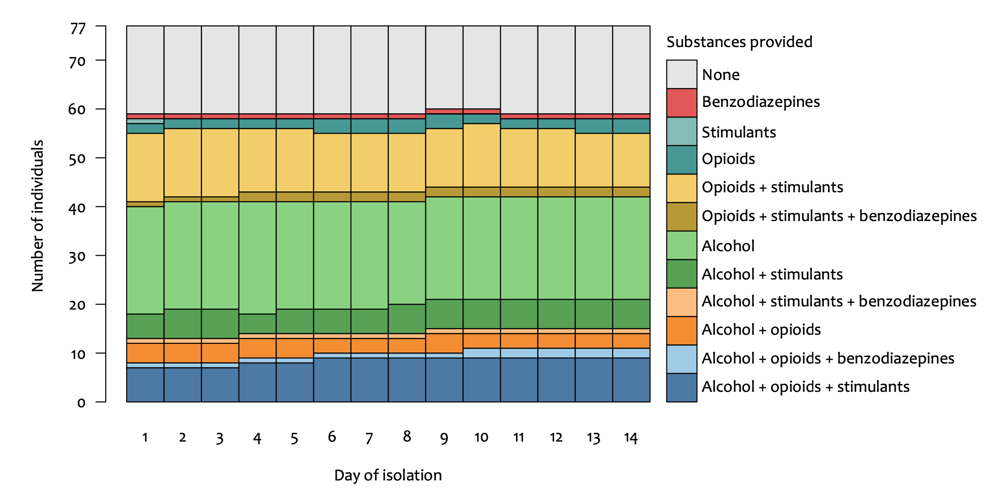 77
70
60
50
40
30
20
10
0
Number of individuals
1 2 3 4 5 6 7 8 9 10 11 12 13 14
Day of isolation
Substances provided
None
Benzodiazepines
Stimulants
Opioids
Opioids + stimulants
Opioids + stimulants + benzodiazepines
Alcohol
Alcohol + stimulants
Alcohol + stimulants + benzodiazepines
Alcohol + opioids
Alcohol + opioids + benzodiazepines
Alcohol + opioids + stimulants